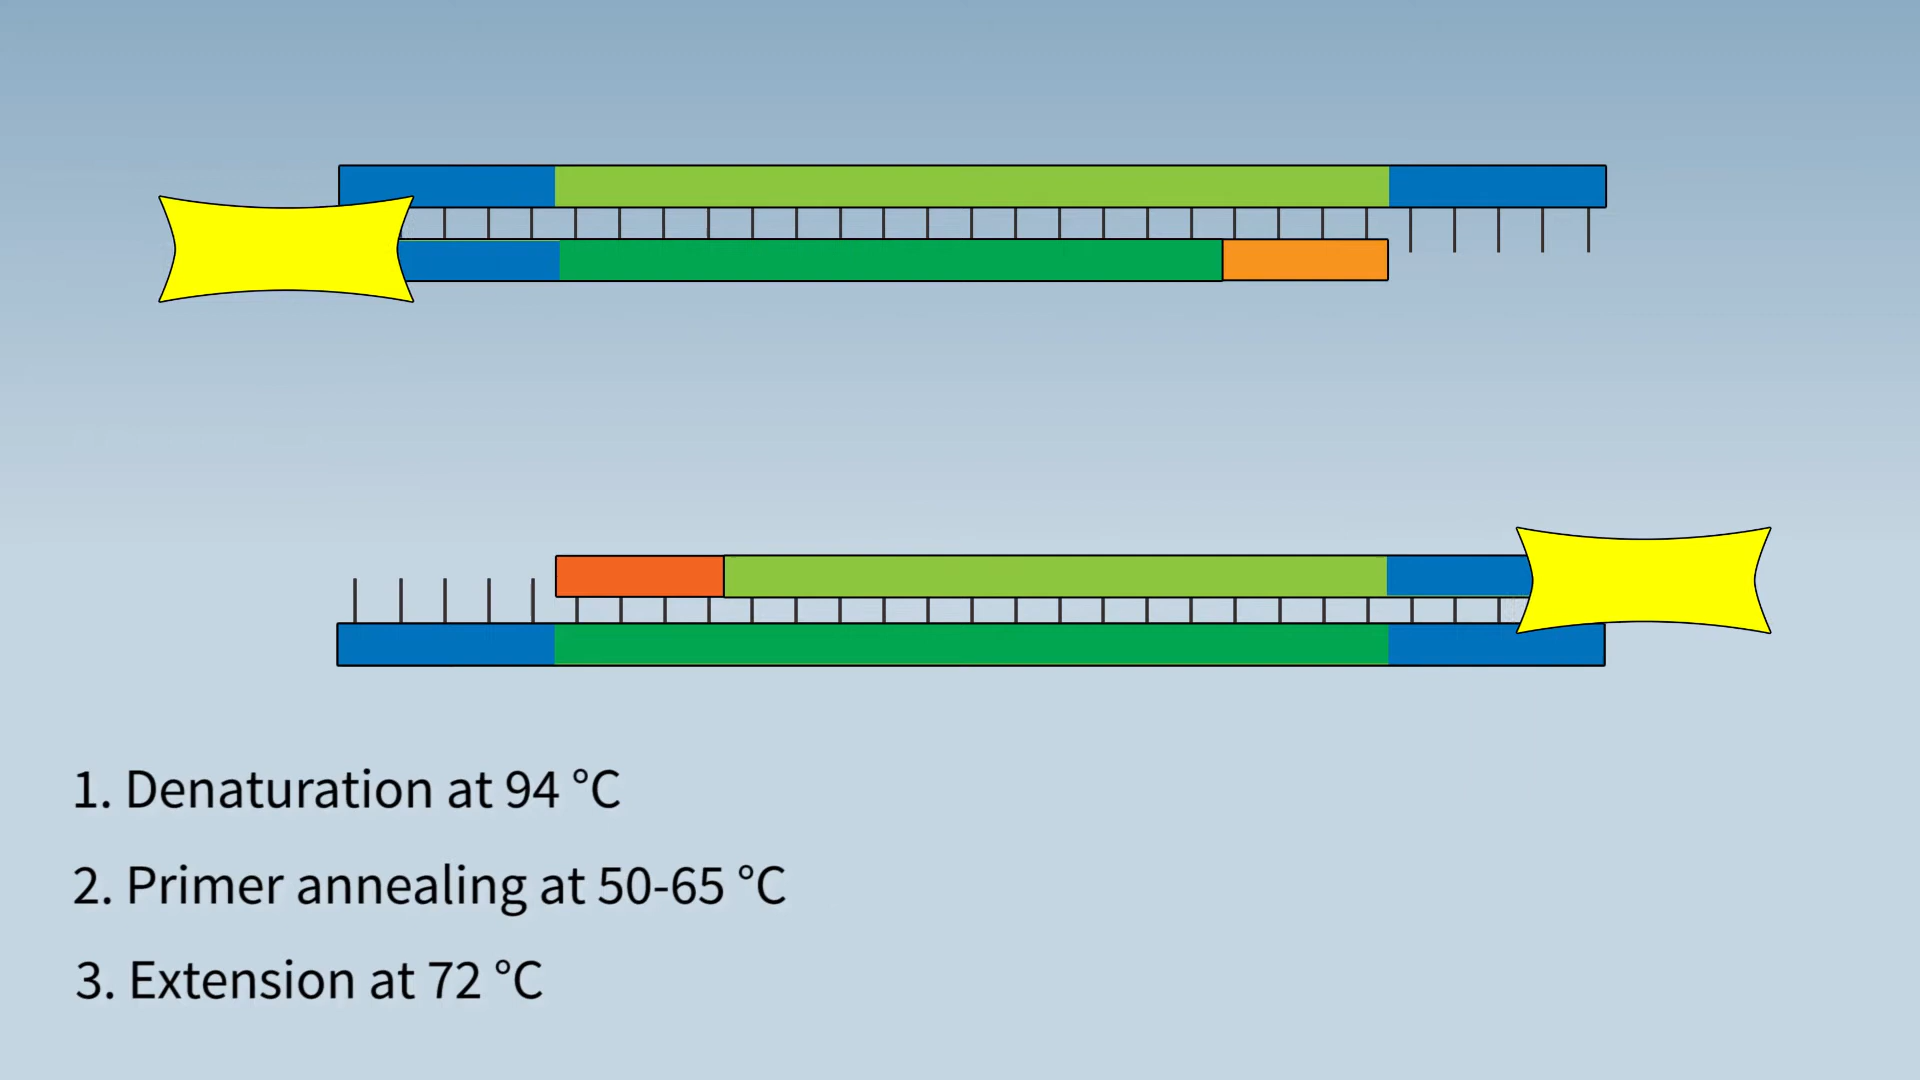 1. Denaturation at 94 °C
2. Primer annealing at 50-65 °C
3. Extension at 72 °C